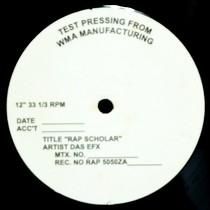 TEST PRESSING FROM
WMA MANUFACTURING
12" 33 1/3 RPM
DATE
ACC'T
TITLE "RAP SCHOLAR"
ARTIST DAS EFX
MTX. NO.
REC. NO RAP 5050ZA